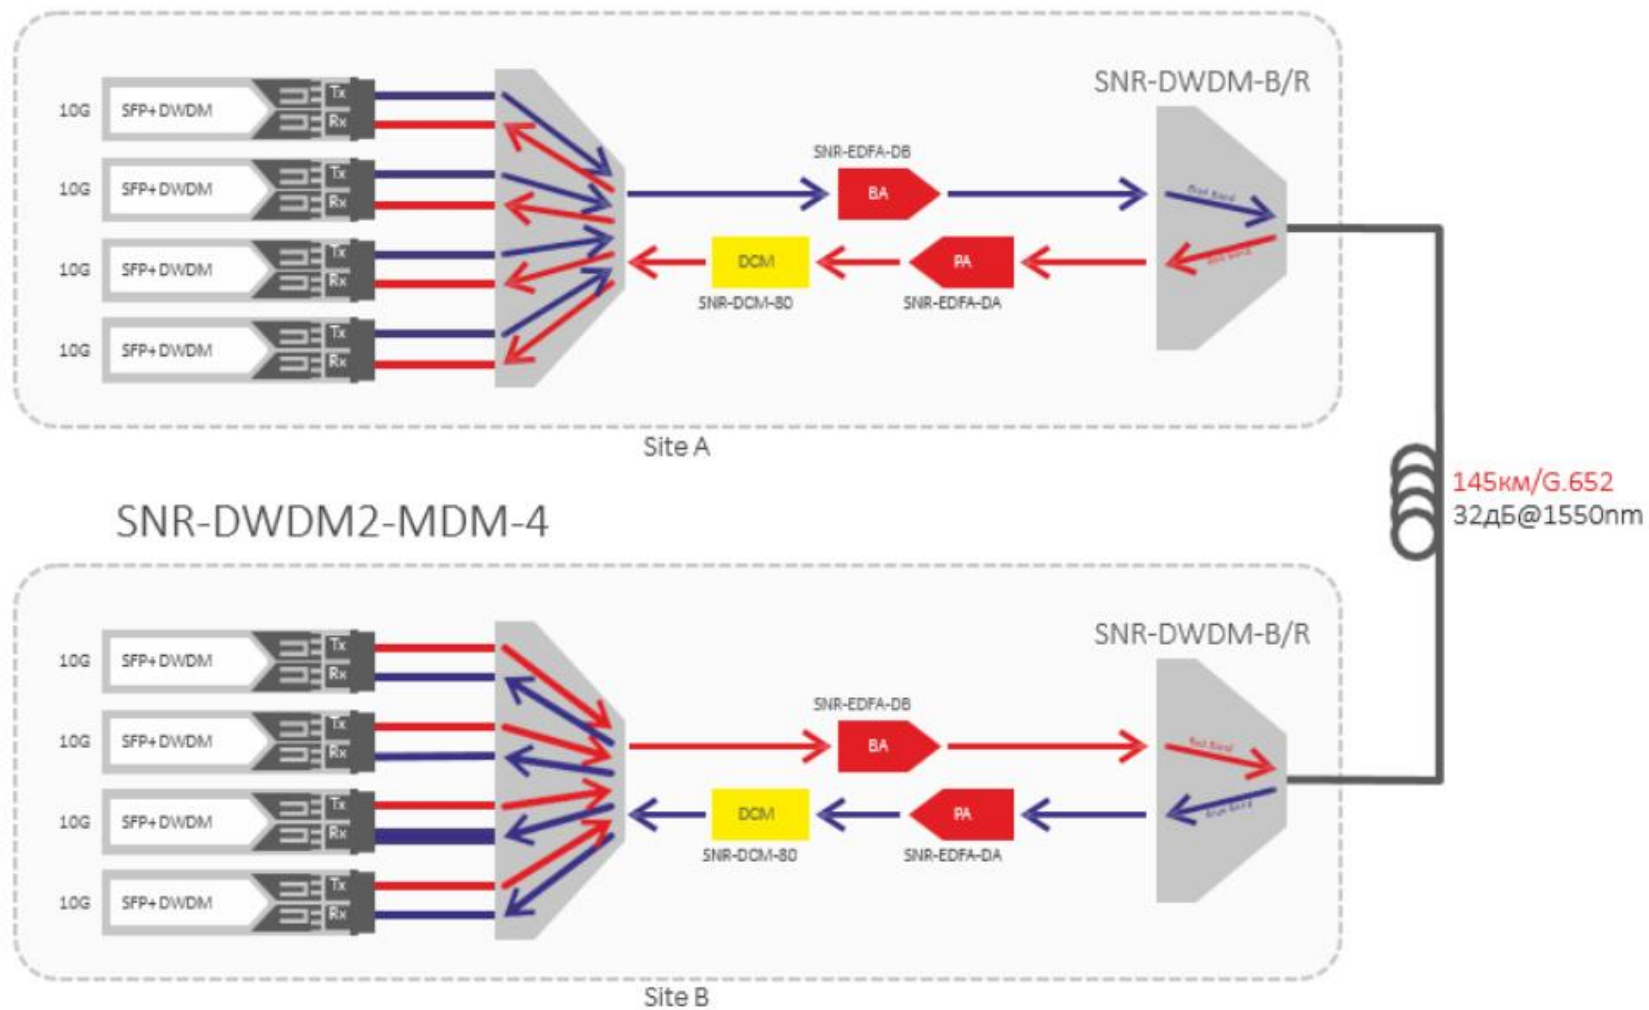 SNR-DWDM-B/R
10G SFP+ DWDM Tx
Rx
10G SFP+ DWDM Tx
Rx
10G SFP+ DWDM Tx
Rx
10G SFP+ DWDM Tx
Rx
SNR-EDFA-DB
BA
DCM
PA
SNR-DCM-80
SNR-EDFA-DA
Site A
145км/G.652
32дБ@1550nm
SNR-DWDM2-MDM-4
SNR-DWDM-B/R
10G SFP+ DWDM Tx
Rx
10G SFP+ DWDM Tx
Rx
10G SFP+ DWDM Tx
Rx
10G SFP+ DWDM Tx
Rx
SNR-EDFA-DB
BA
Red Band
DCM
PA
SNR-DCM-80
SNR-EDFA-DA
Site B